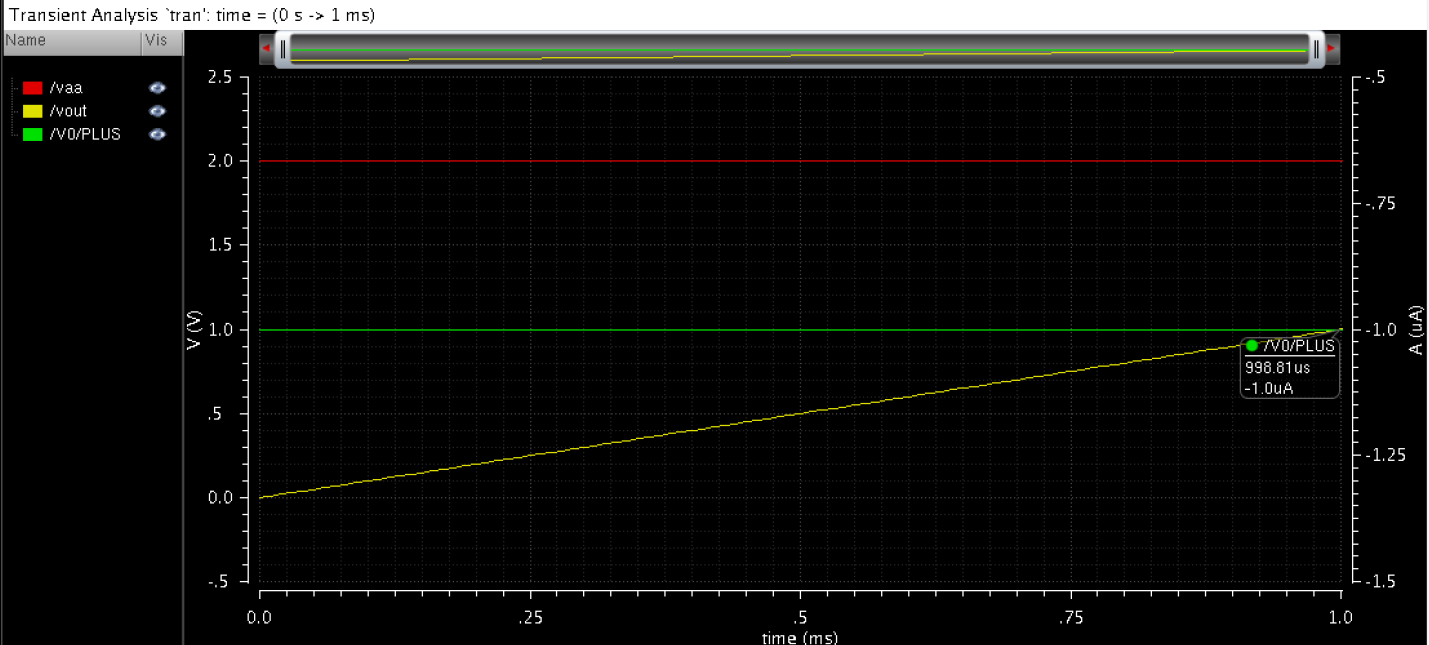 Transient Analysis `tran': time = (0 s -> 1 ms)
Name Vis
/vaa
/vout
/V0/PLUS
2.5
2.0
1.5
1.0
.5
0.0
-.5
V (V)
-.5
-.75
-1.0
-1.25
-1.5
A (uA)
/V0/PLUS
998.81us
-1.0uA
0.0 .25 .5 .75 1.0
time (ms)